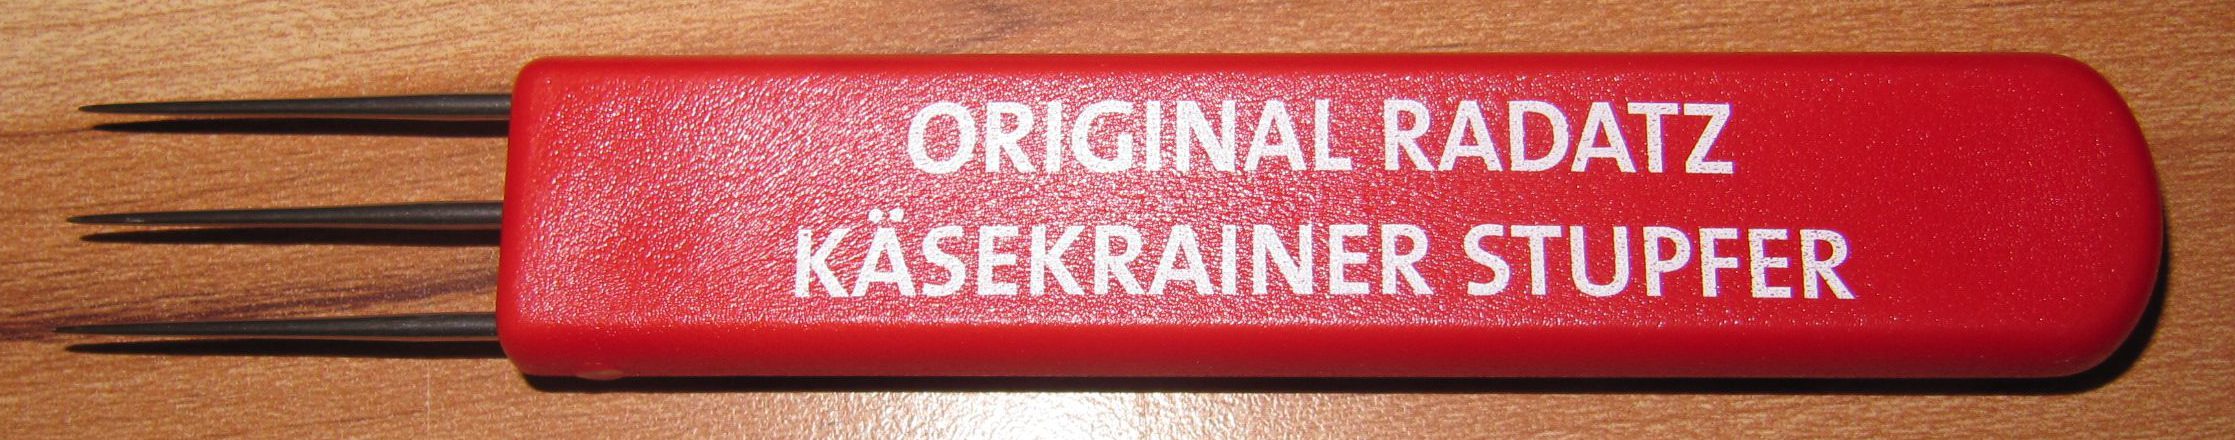 ORIGINAL RADATZ
KÄSEKRAINER STUPFER